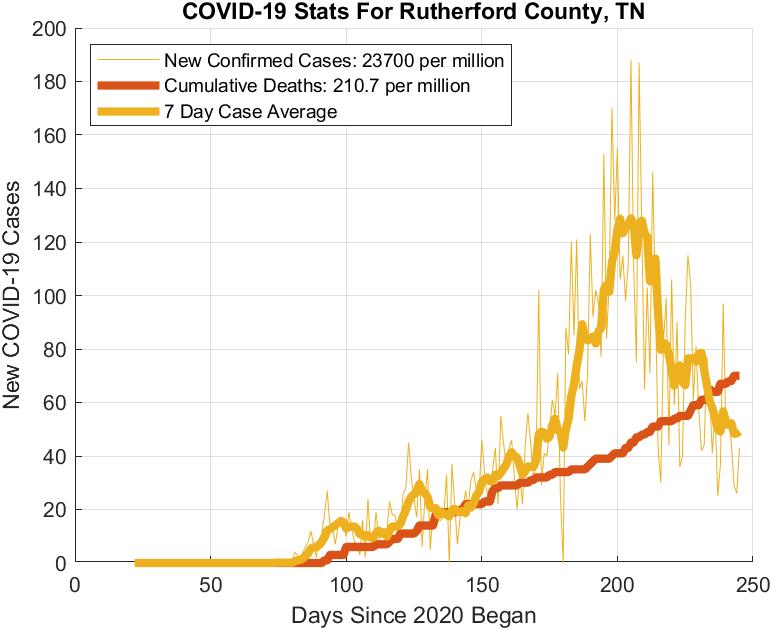 COVID-19 Stats For Rutherford County, TN
New Confirmed Cases: 23700 per million
Cumulative Deaths: 210.7 per million
7 Day Case Average
New COVID-19 Cases
200
180
160
140
120
100
80
60
40
20
0
0 50 100 150 200 250
Days Since 2020 Began